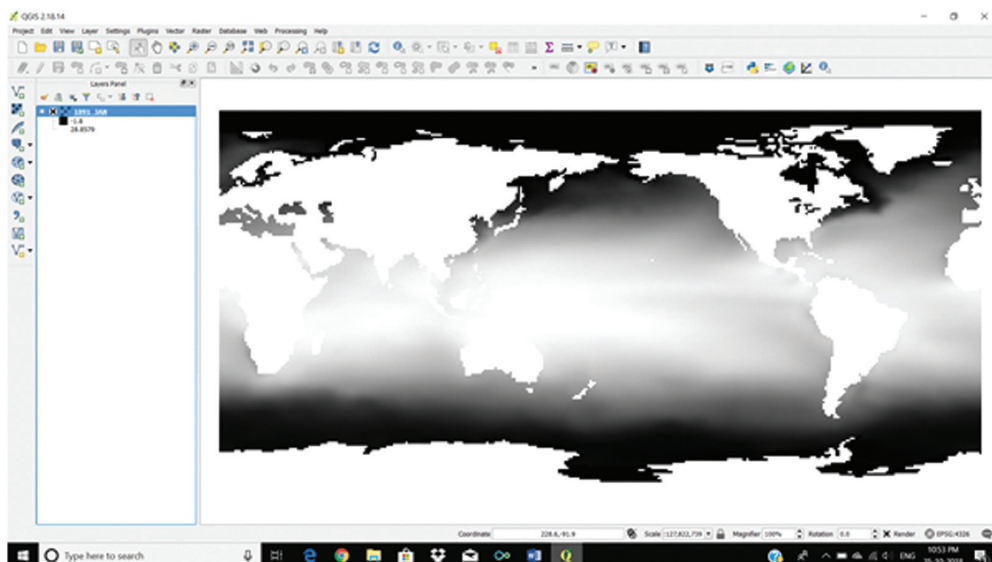 QGIS 2.18.14
Project Edit View Layer Settings Plugins Vector Raster Database Web Processing Help
Layers Panel
1891_JAN
-1.8
28.8579
Coordinate 228.6,-91.9 Scale 1:127,822,739 Magnifier 100% Rotation 0.0 Render EPSG:4326
Type here to search
ENG
10:53 PM